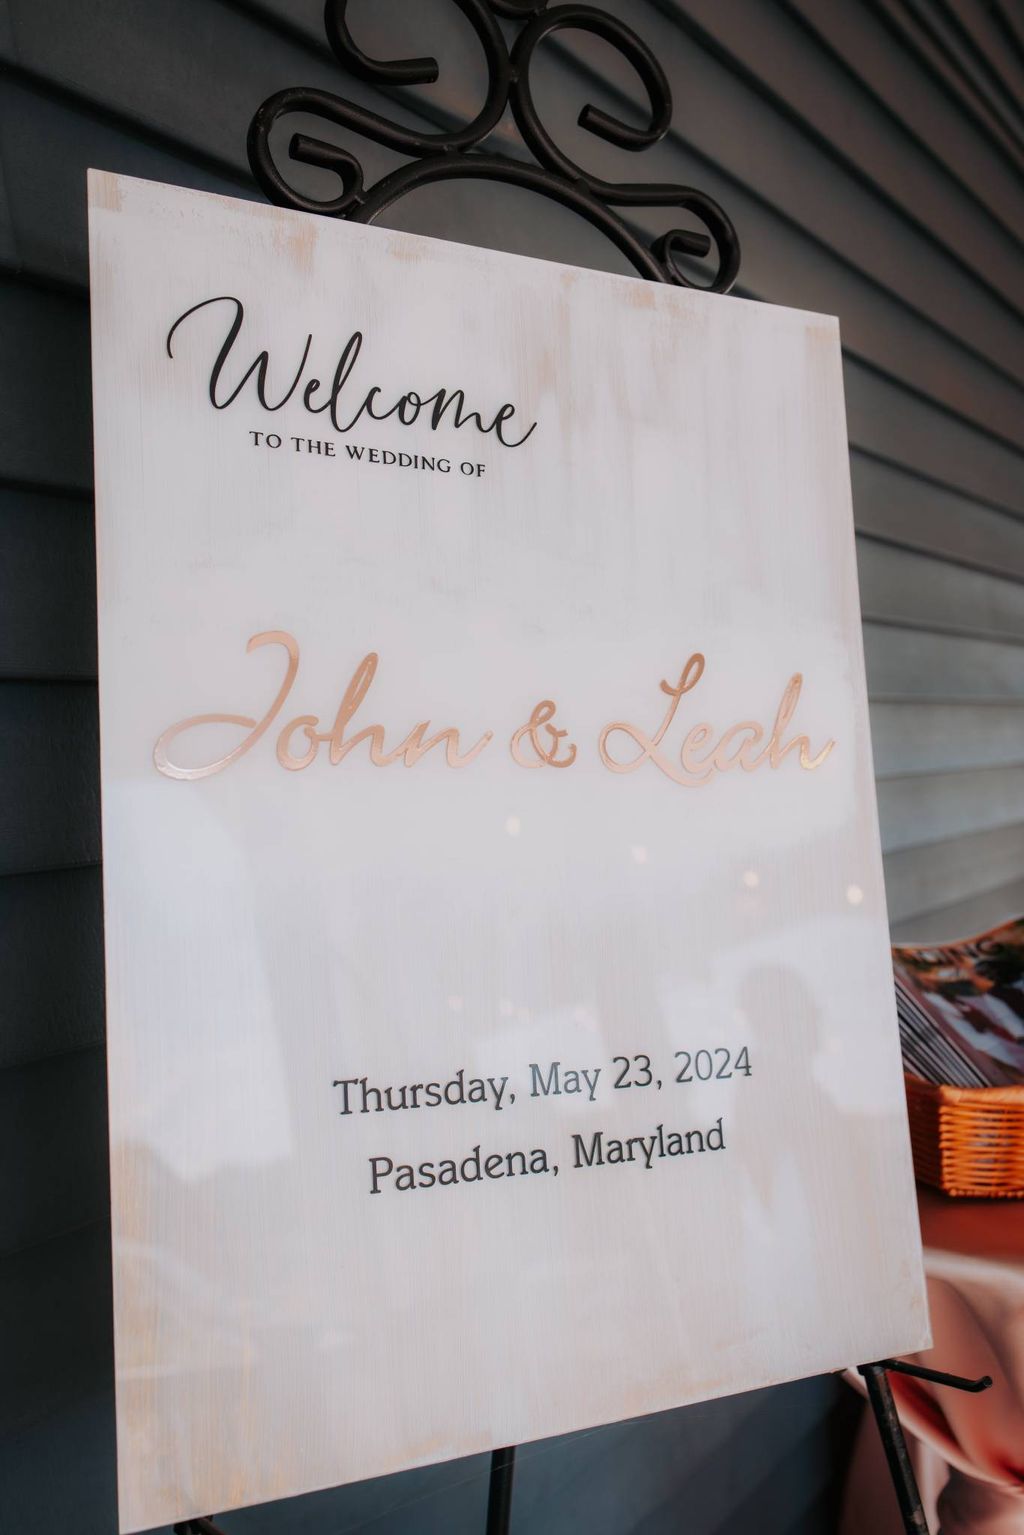 Welcome
TO THE WEDDING OF
John & Leah
Thursday, May 23, 2024
Pasadena, Maryland